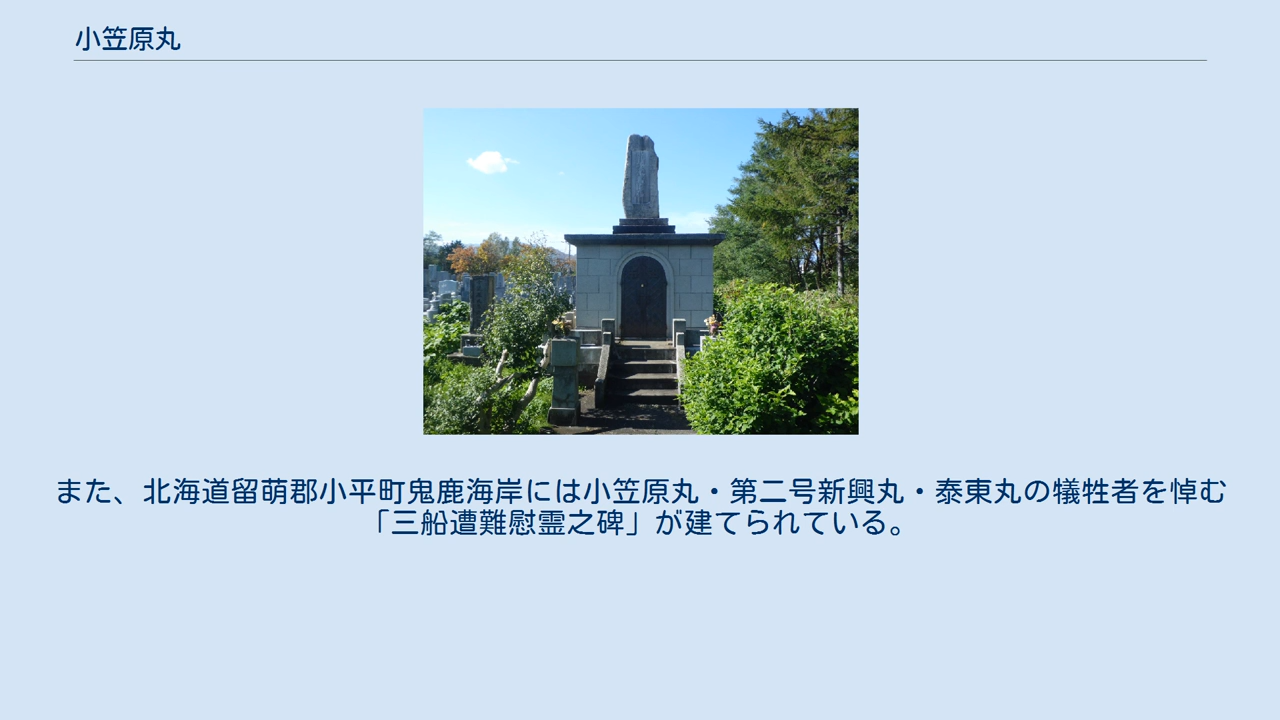 小笠原丸
また、北海道留萌郡小平町鬼鹿海岸には小笠原丸・第二号新興丸・泰東丸の犠牲者を悼む
「三船遭難慰霊之碑」が建てられている。